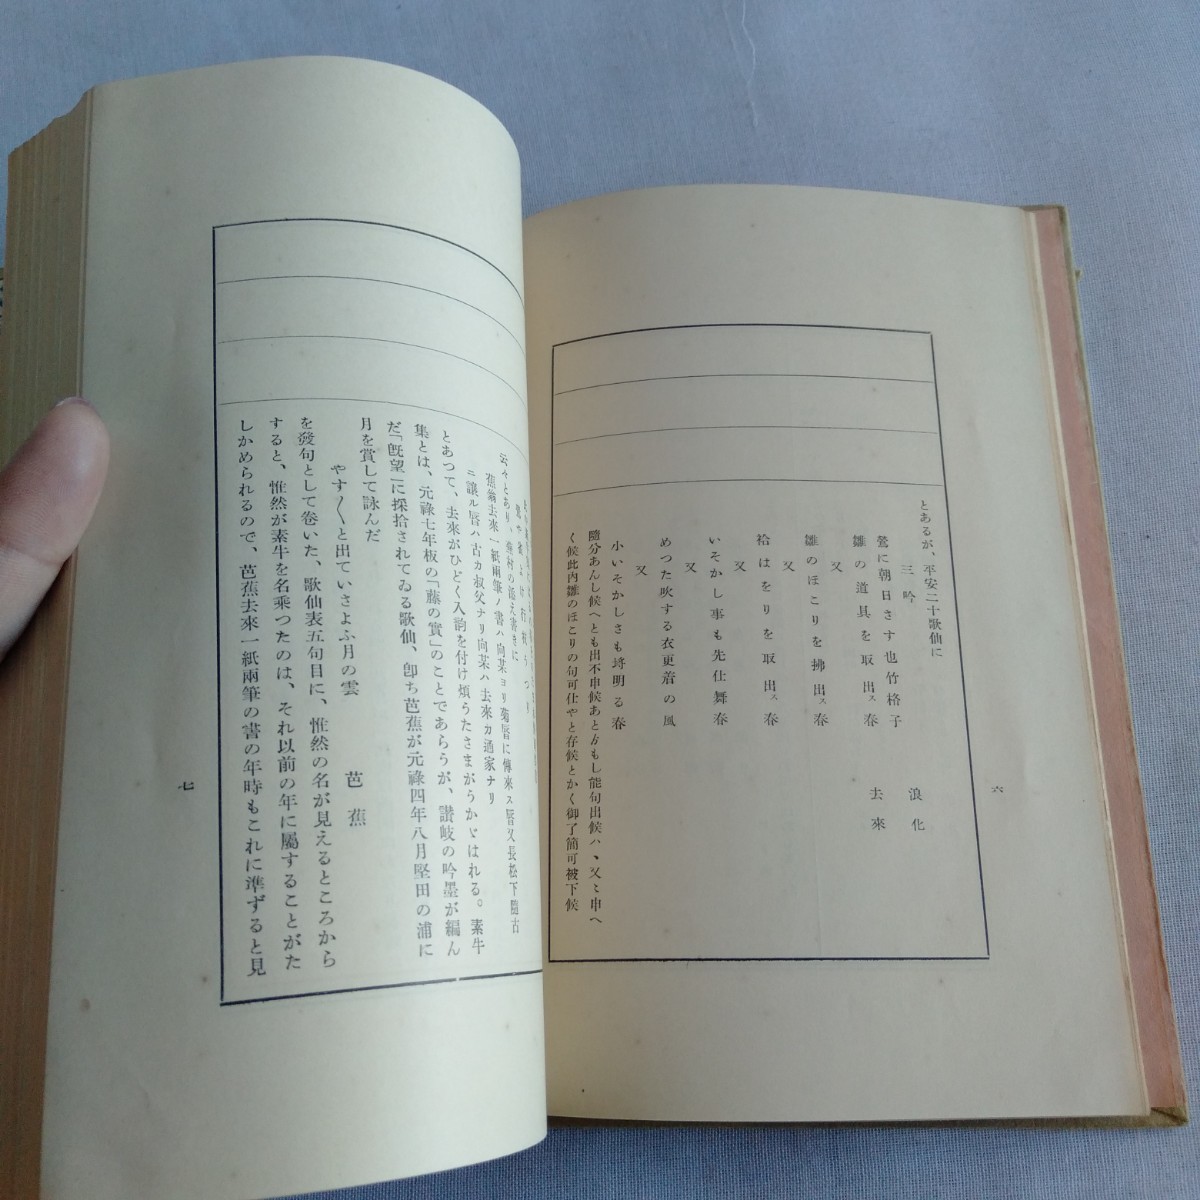 とあるが、平安二十歌仙に
三吟
鶯に朝日さす也竹格子　浪化
雛の道具を取出ス春　去來
又
雛のほこりを拂出ス春
又
袷はをりを取出ス春
又
いそかし事も先仕舞春
又
めつた吹する衣更着の風
又
小いそかしさも埒明る春
隨分あんし候へとも出不申候あと方もし能句出候ハヽ又〻申へ
く候此内雛のほこりの句可仕やと存候とかく御了簡可被下候
六
云々とあり、
蕉翁去來一紙兩筆ノ書ハ向某ヨリ菊唇に傳來ス唇又長松下隨古
ニ讓ル唇ハ古カ叔父ナリ向某ハ去來カ通家ナリ
とあつて、去來がひどく入韵を付け煩うたさまがうかゞはれる。素牛
集とは、元祿七年板の「藤の實」のことであらうが、讃岐の吟墨が編ん
だ「旣望」に採拾されてゐる歌仙、卽ち芭蕉が元祿四年八月堅田の浦に
月を賞して詠んだ
やす〱と出ていさよふ月の雲　芭蕉
を發句として卷いた、歌仙表五句目に、惟然の名が見えるところから
すると、惟然が素牛を名乘つたのは、それ以前の年に屬することがた
しかめられるので、芭蕉去來一紙兩筆の書の年時もこれに準ずると見
七